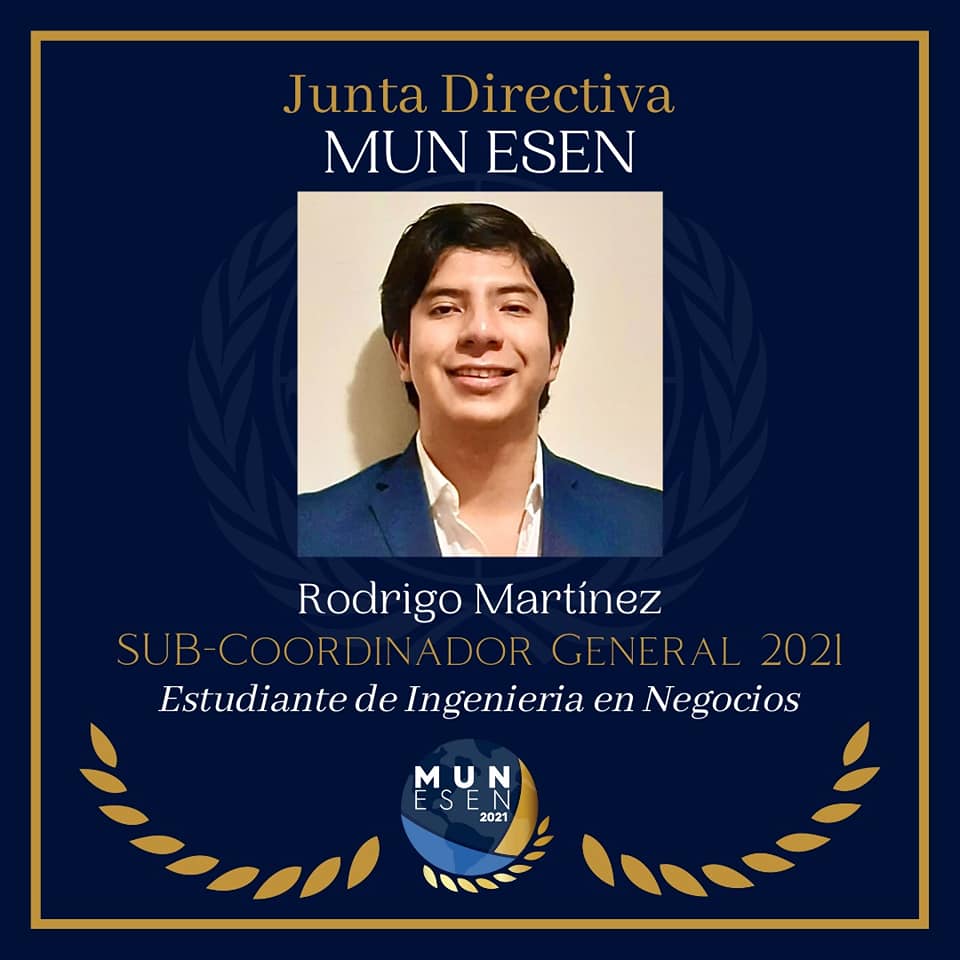 Junta Directiva
MUN ESEN
Rodrigo Martínez
SUB-COORDINADOR GENERAL 2021
Estudiante de Ingenieria en Negocios
MUN
ESEN
2021